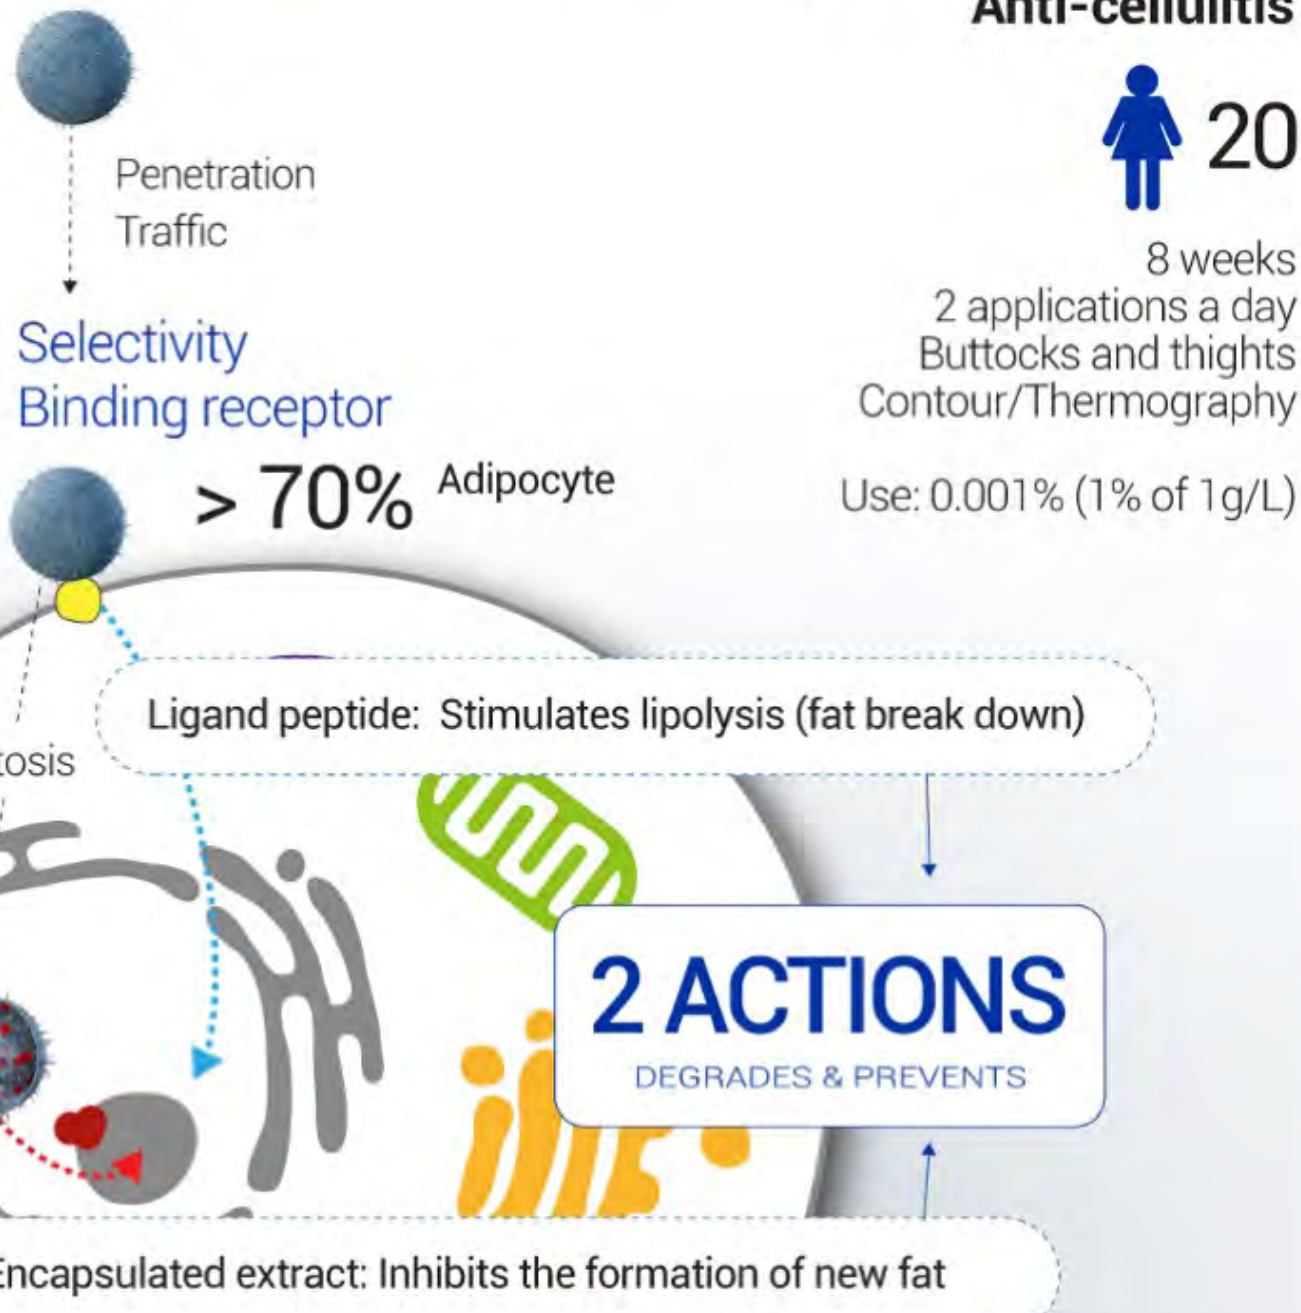 Anti-cellulitis
20
Penetration
Traffic
8 weeks
2 applications a day
Buttocks and thights
Contour/Thermography
Selectivity
Binding receptor
> 70% Adipocyte
Use: 0.001% (1% of 1g/L)
Ligand peptide: Stimulates lipolysis (fat break down)
tosis
2 ACTIONS
DEGRADES & PREVENTS
Encapsulated extract: Inhibits the formation of new fat